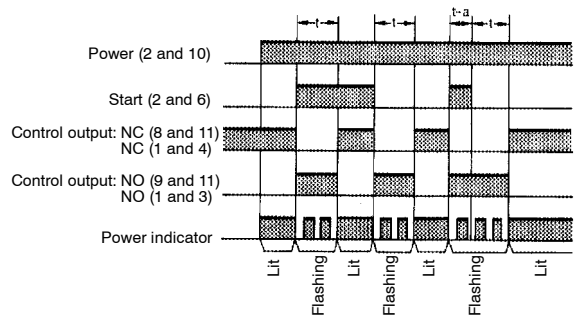 t-a
t
t
t
Power (2 and 10)
Start (2 and 6)
Control output: NC (8 and 11)
NC (1 and 4)
Control output: NO (9 and 11)
NO (1 and 3)
Power indicator
Lit
Flashing
Lit
Flashing
Lit
Flashing
Lit